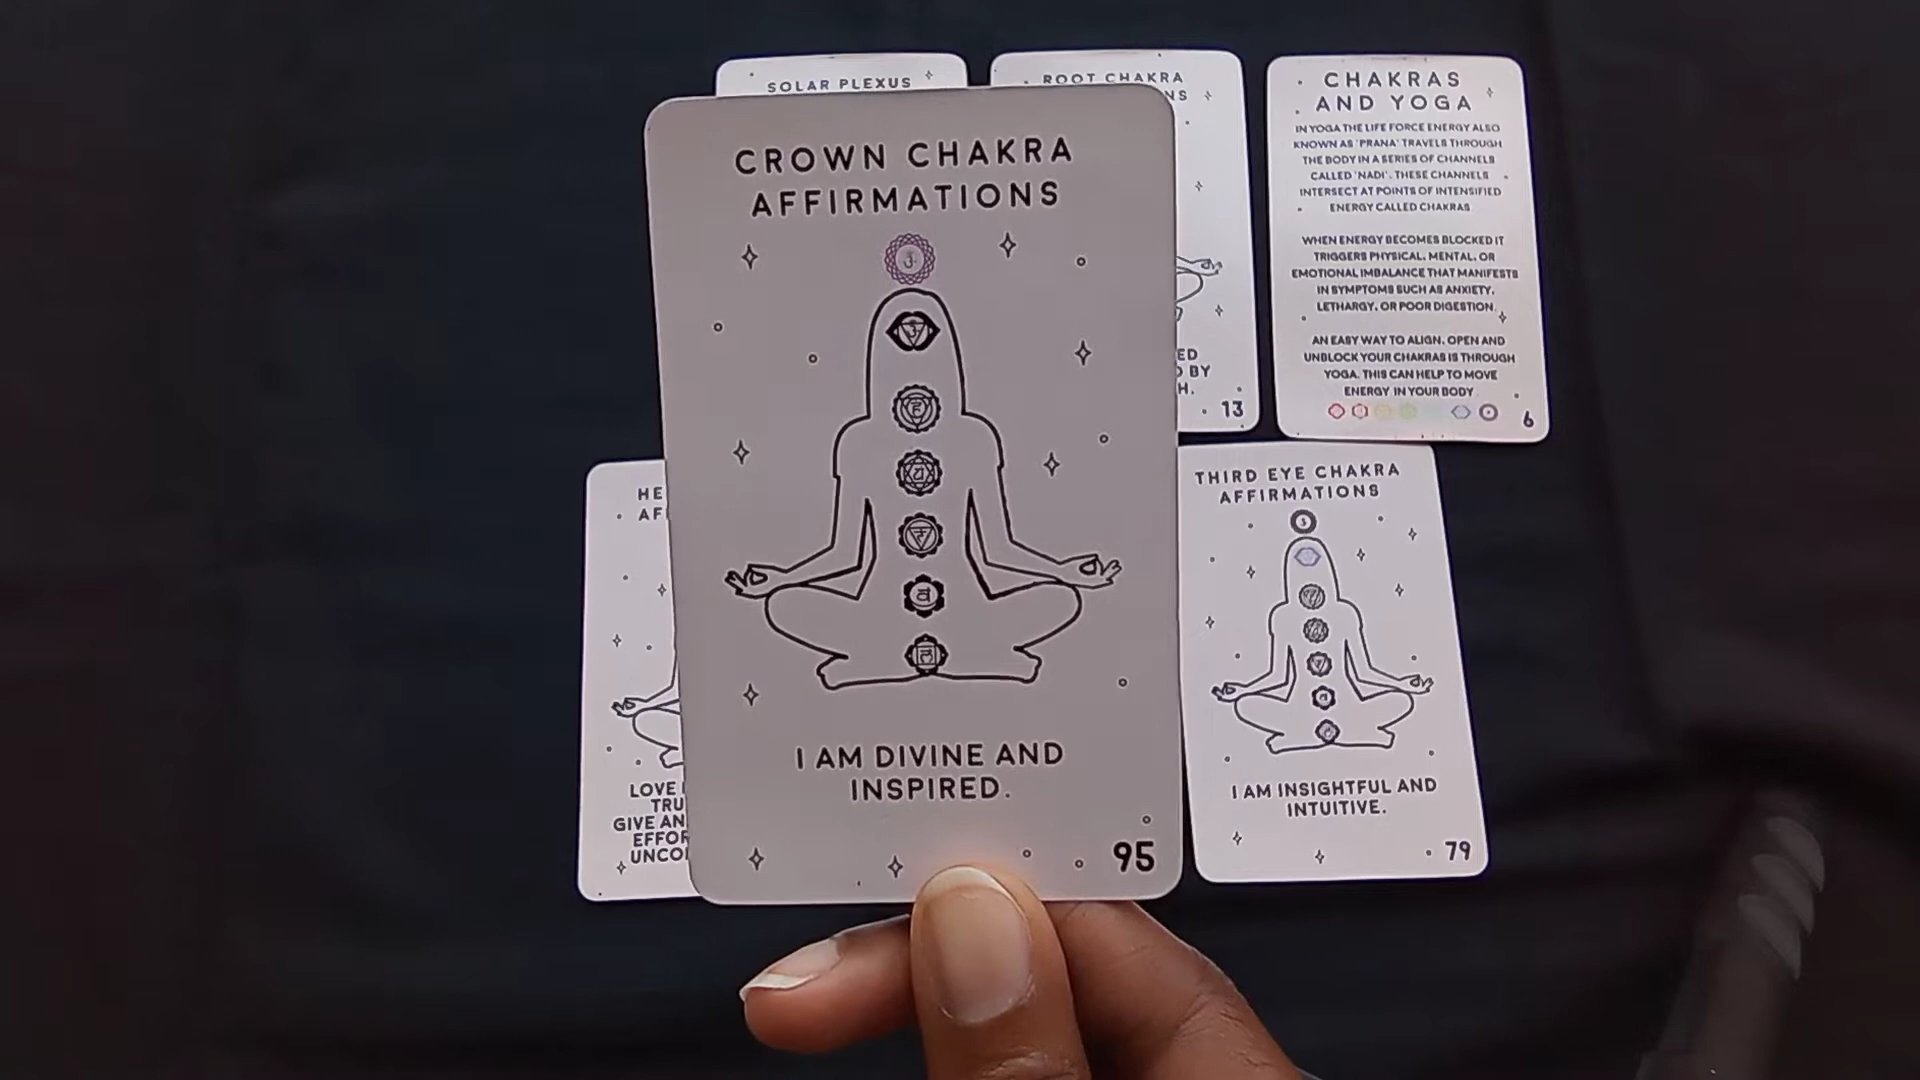 SOLAR PLEXUS
ROOT CHAKRA
CHAKRAS
AND YOGA
IN YOGA THE LIFE FORCE ENERGY ALSO
KNOWN AS 'PRANA' TRAVELS THROUGH
THE BODY IN A SERIES OF CHANNELS
CALLED 'NADI'. THESE CHANNELS
INTERSECT AT POINTS OF INTENSIFIED
ENERGY CALLED CHAKRAS
WHEN ENERGY BECOMES BLOCKED IT
TRIGGERS PHYSICAL, MENTAL, OR
EMOTIONAL IMBALANCE THAT MANIFESTS
IN SYMPTOMS SUCH AS ANXIETY,
LETHARGY, OR POOR DIGESTION.
AN EASY WAY TO ALIGN, OPEN AND
UNBLOCK YOUR CHAKRAS IS THROUGH
YOGA. THIS CAN HELP TO MOVE
ENERGY IN YOUR BODY
6
BY
13
CROWN CHAKRA
AFFIRMATIONS
I AM DIVINE AND
INSPIRED.
95
LOVE
GIVE
THIRD EYE CHAKRA
AFFIRMATIONS
I AM INSIGHTFUL AND
INTUITIVE.
79